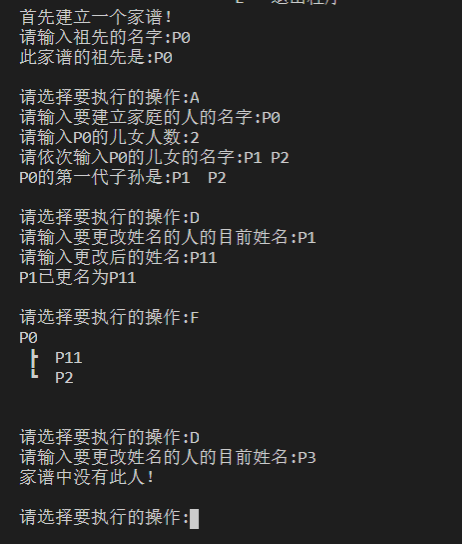 首先建立一个家谱!
请输入祖先的名字:P0
此家谱的祖先是:P0
请选择要执行的操作:A
请输入要建立家庭的人的名字:P0
请输入P0的儿女人数:2
请依次输入P0的儿女的名字:P1 P2
P0的第一代子孙是:P1  P2
请选择要执行的操作:D
请输入要更改姓名的人的目前姓名:P1
请输入更改后的姓名:P11
P1已更名为P11
请选择要执行的操作:F
P0
┣ P11
┗ P2
请选择要执行的操作:D
请输入要更改姓名的人的目前姓名:P3
家谱中没有此人!
请选择要执行的操作: